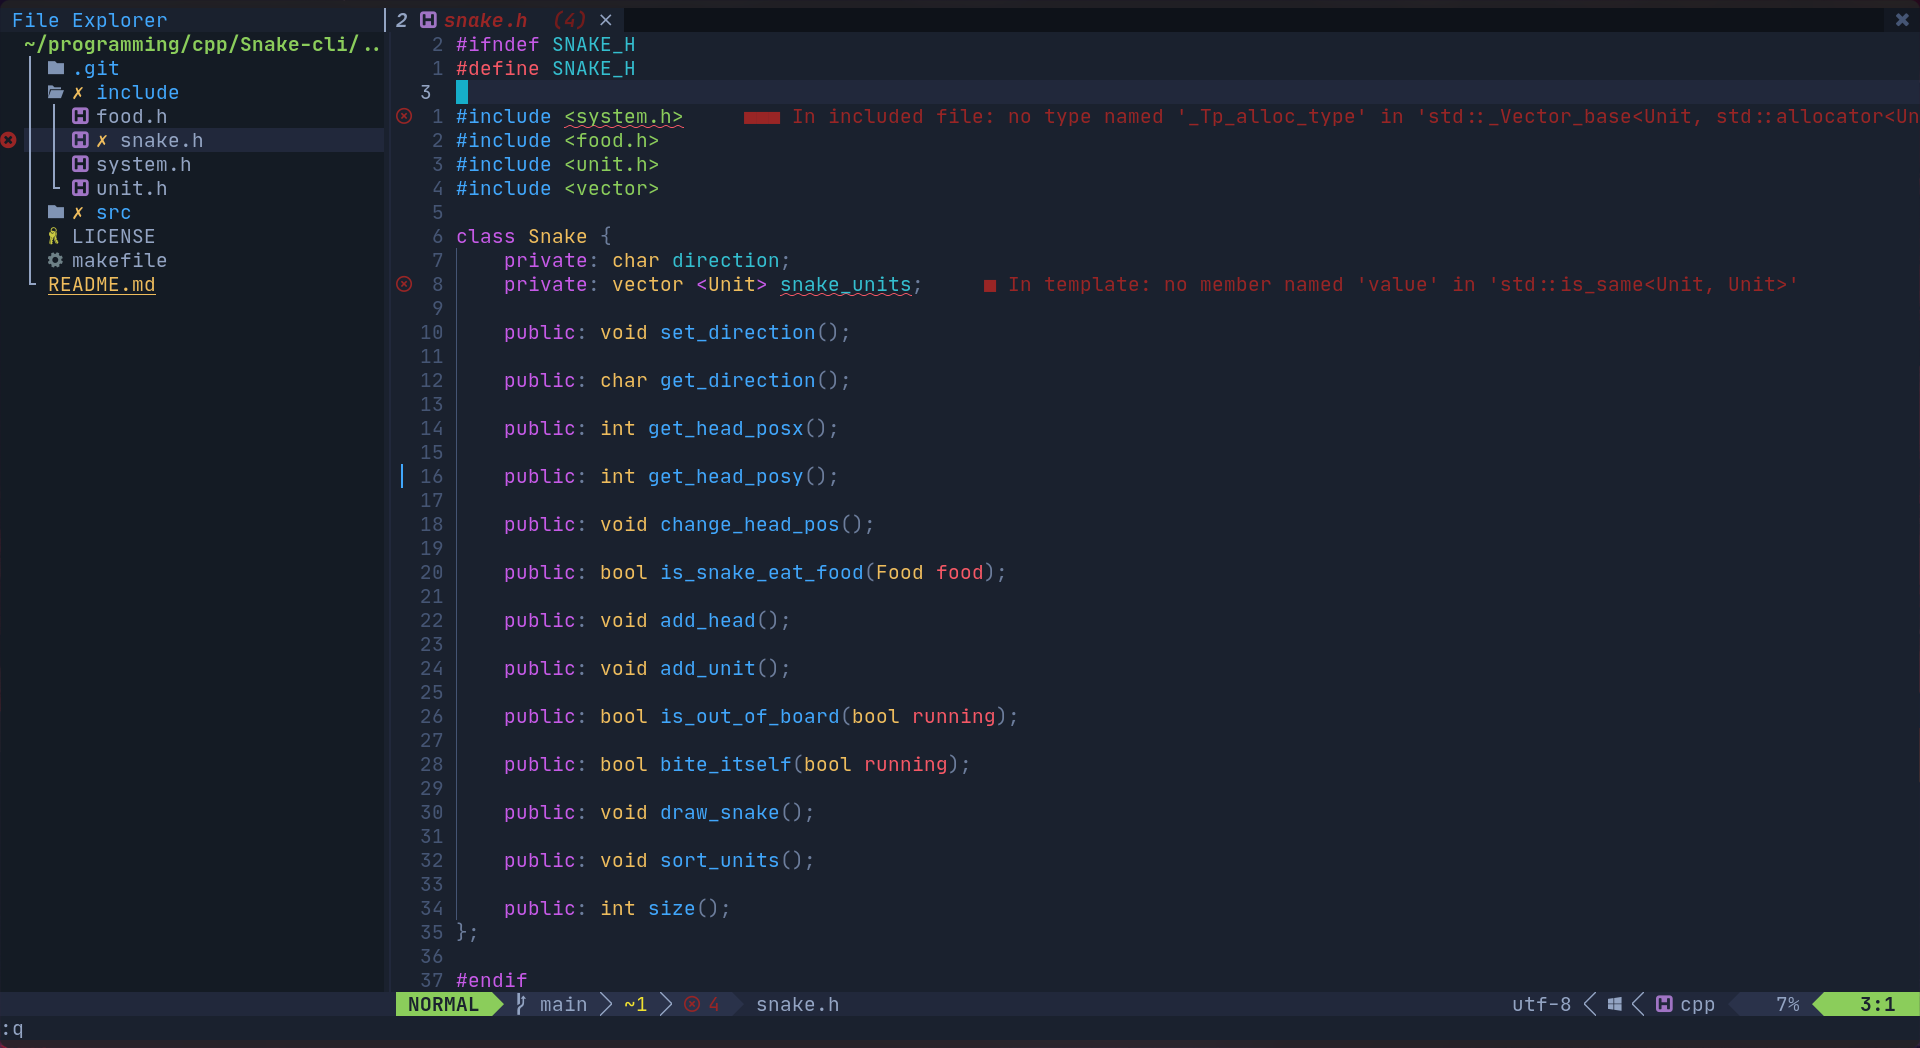 File Explorer
~/programming/cpp/Snake-cli/..
.git
✗ include
food.h
✗ snake.h
system.h
unit.h
✗ src
LICENSE
makefile
README.md
2 snake.h (4) ×
2 #ifndef SNAKE_H
1 #define SNAKE_H
3
1 #include <system.h> ■■■ In included file: no type named '_Tp_alloc_type' in 'std::_Vector_base<Unit, std::allocator<Un
2 #include <food.h>
3 #include <unit.h>
4 #include <vector>
5
6 class Snake {
7 private: char direction;
8 private: vector <Unit> snake_units; ■ In template: no member named 'value' in 'std::is_same<Unit, Unit>'
9
10 public: void set_direction();
11
12 public: char get_direction();
13
14 public: int get_head_posx();
15
16 public: int get_head_posy();
17
18 public: void change_head_pos();
19
20 public: bool is_snake_eat_food(Food food);
21
22 public: void add_head();
23
24 public: void add_unit();
25
26 public: bool is_out_of_board(bool running);
27
28 public: bool bite_itself(bool running);
29
30 public: void draw_snake();
31
32 public: void sort_units();
33
34 public: int size();
35 };
36
37 #endif
NORMAL main ~1 4 snake.h utf-8 cpp 7% 3:1
:q